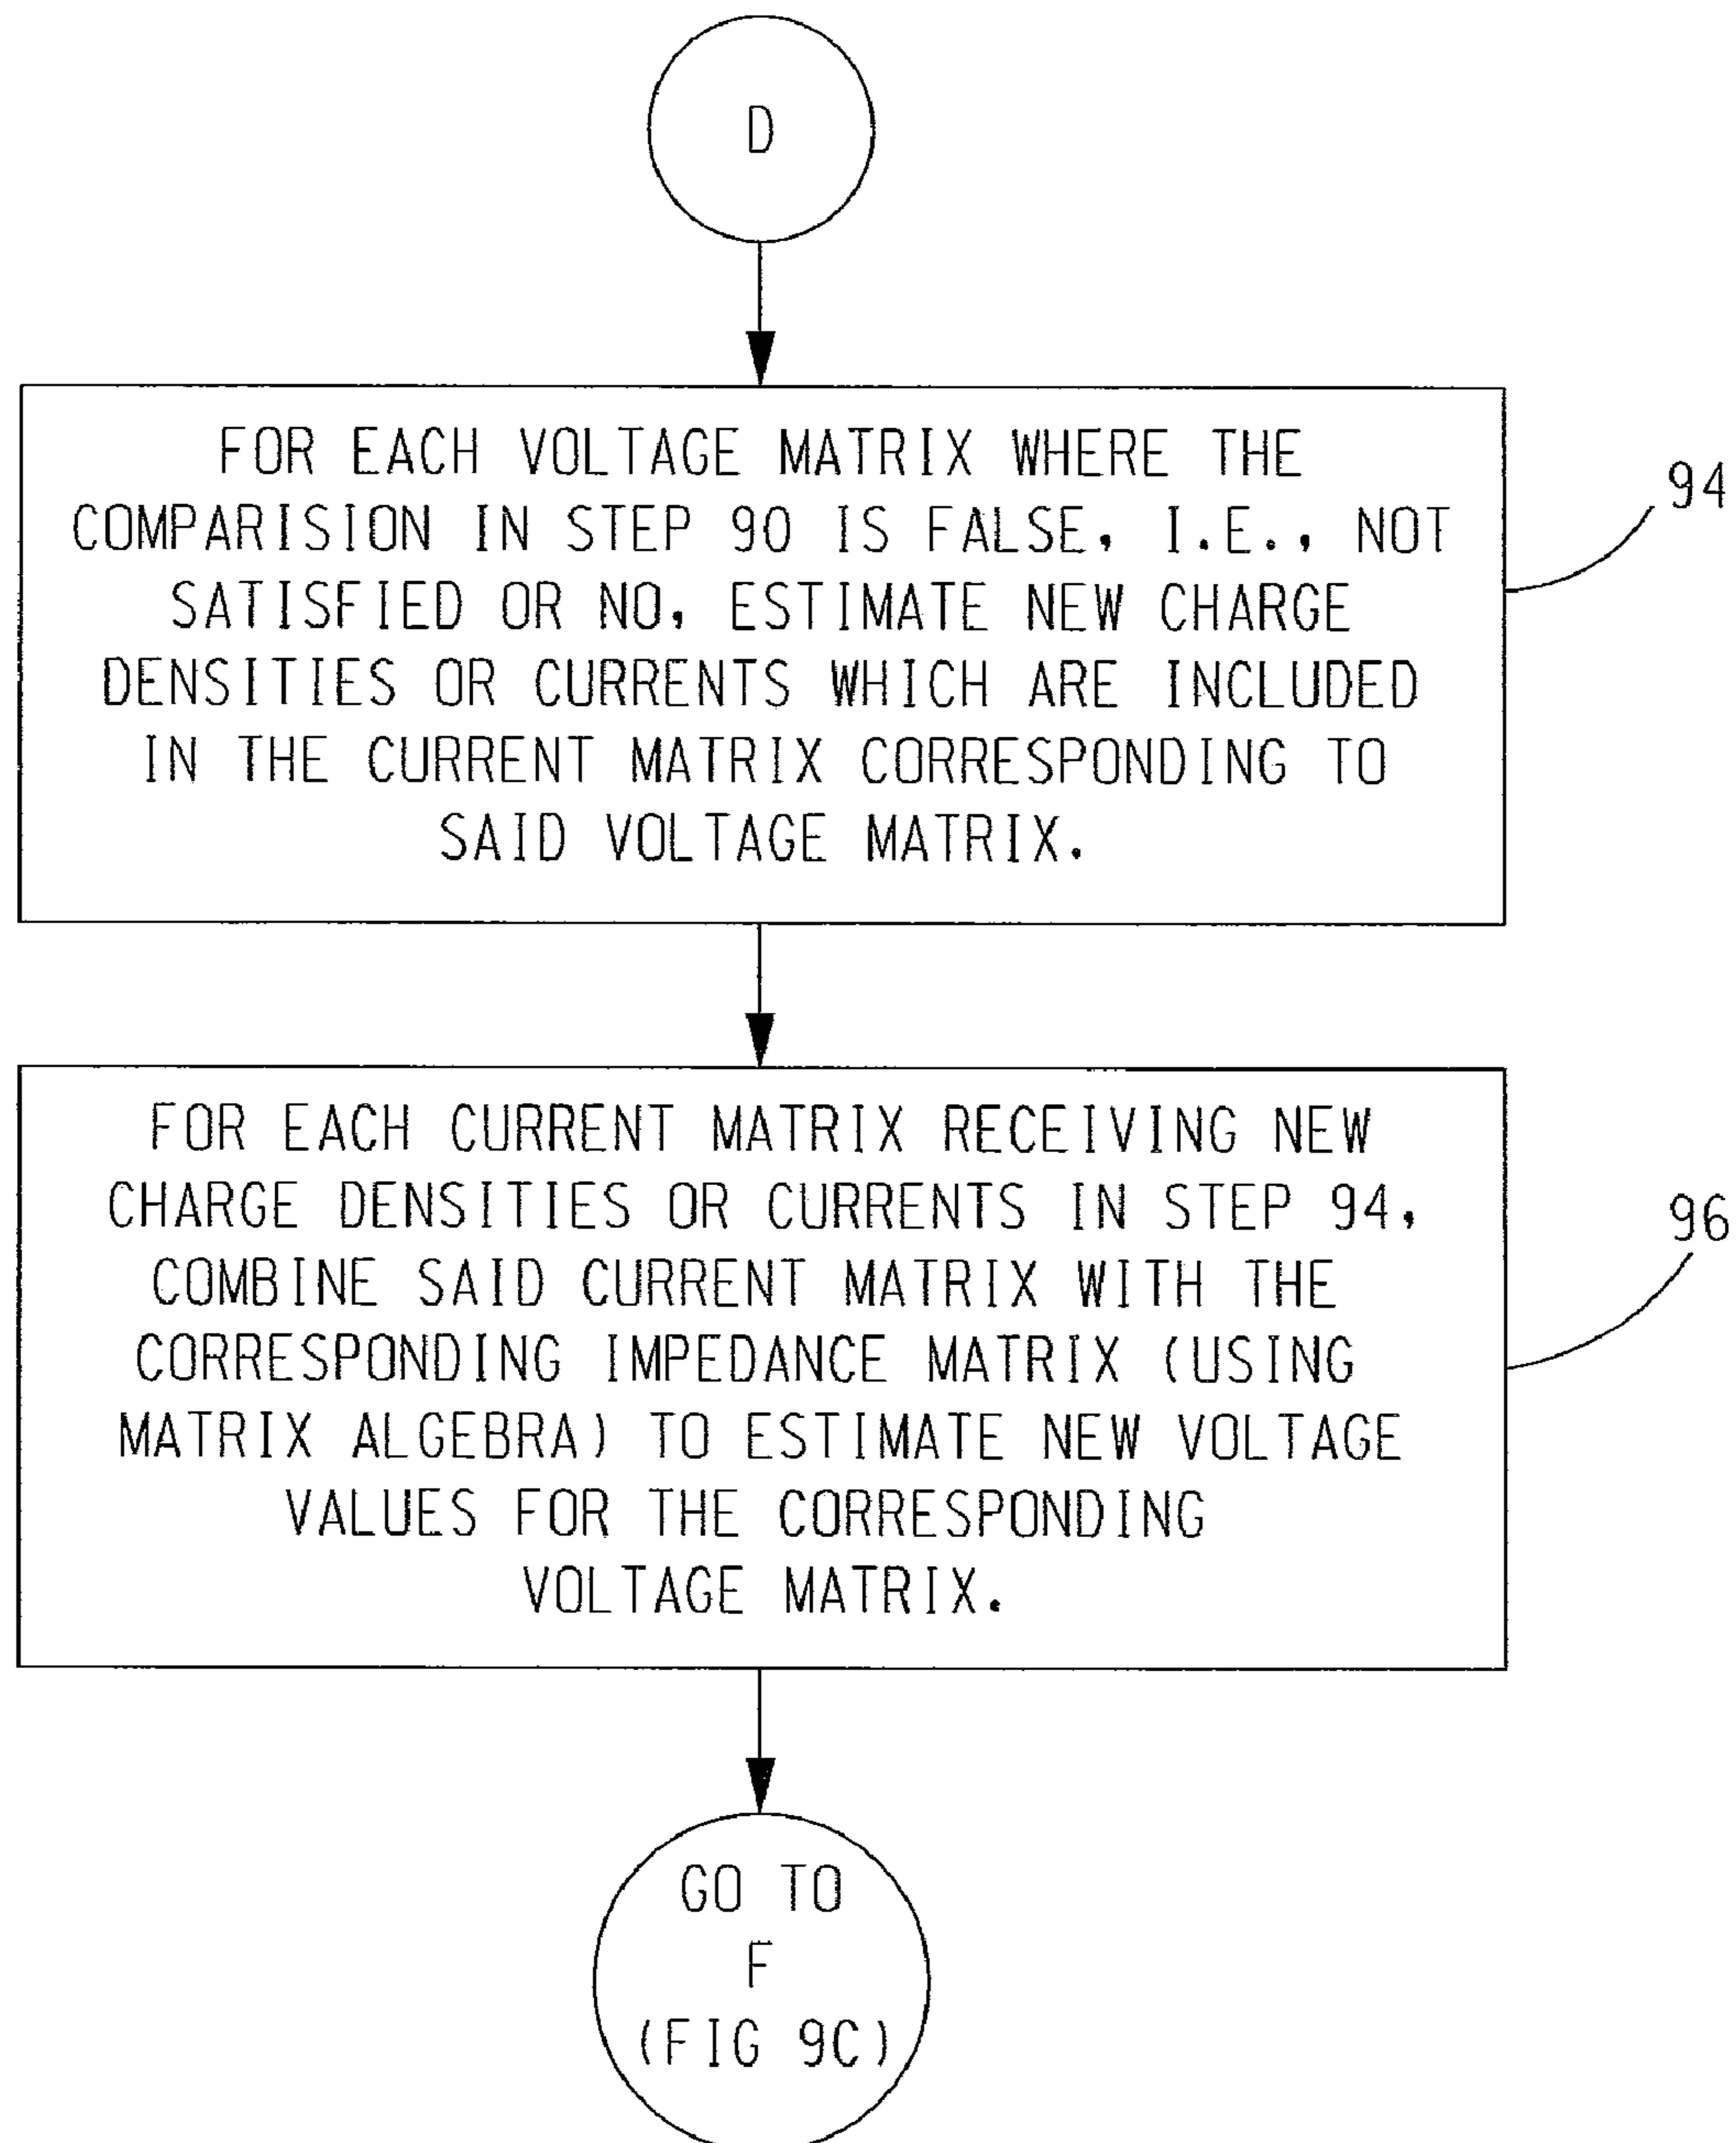 D
FOR EACH VOLTAGE MATRIX WHERE THE
COMPARISION IN STEP 90 IS FALSE, I.E., NOT
SATISFIED OR NO, ESTIMATE NEW CHARGE
DENSITIES OR CURRENTS WHICH ARE INCLUDED
IN THE CURRENT MATRIX CORRESPONDING TO
SAID VOLTAGE MATRIX.
94
FOR EACH CURRENT MATRIX RECEIVING NEW
CHARGE DENSITIES OR CURRENTS IN STEP 94,
COMBINE SAID CURRENT MATRIX WITH THE
CORRESPONDING IMPEDANCE MATRIX (USING
MATRIX ALGEBRA) TO ESTIMATE NEW VOLTAGE
VALUES FOR THE CORRESPONDING
VOLTAGE MATRIX.
96
GO TO
F
(FIG 9C)